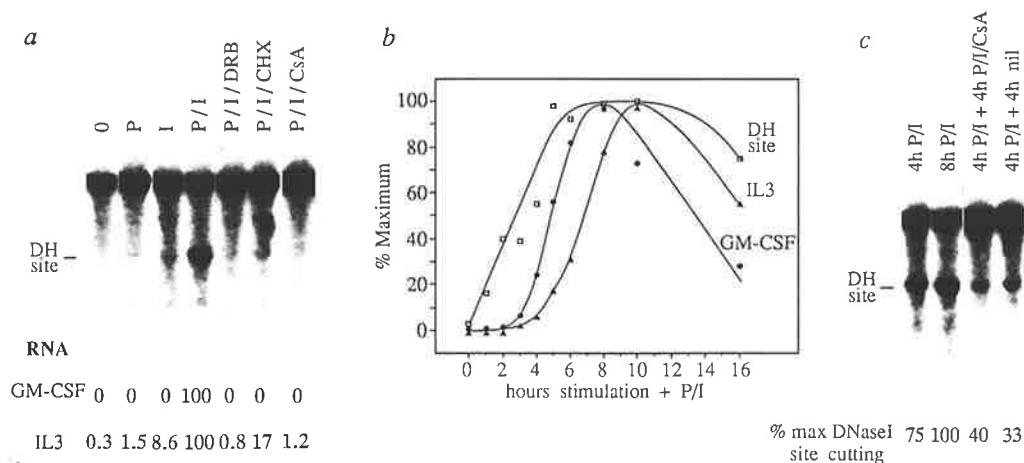 a
0 P I P/I P/I/DRB P/I/CHX P/I/CsA
DH
site
RNA
GM-CSF 0 0 0 100 0 0 0
IL3 0.3 1.5 8.6 100 0.8 17 1.2
b
% Maximum
100
80
60
40
20
0
DH
site
IL3
GM-CSF
0 2 4 6 8 10 12 14 16
hours stimulation + P/I
c
4h P/I
8h P/I
4h P/I + 4h P/I/CsA
4h P/I + 4h nil
DH
site
% max DNaseI 75 100 40 33
site cutting